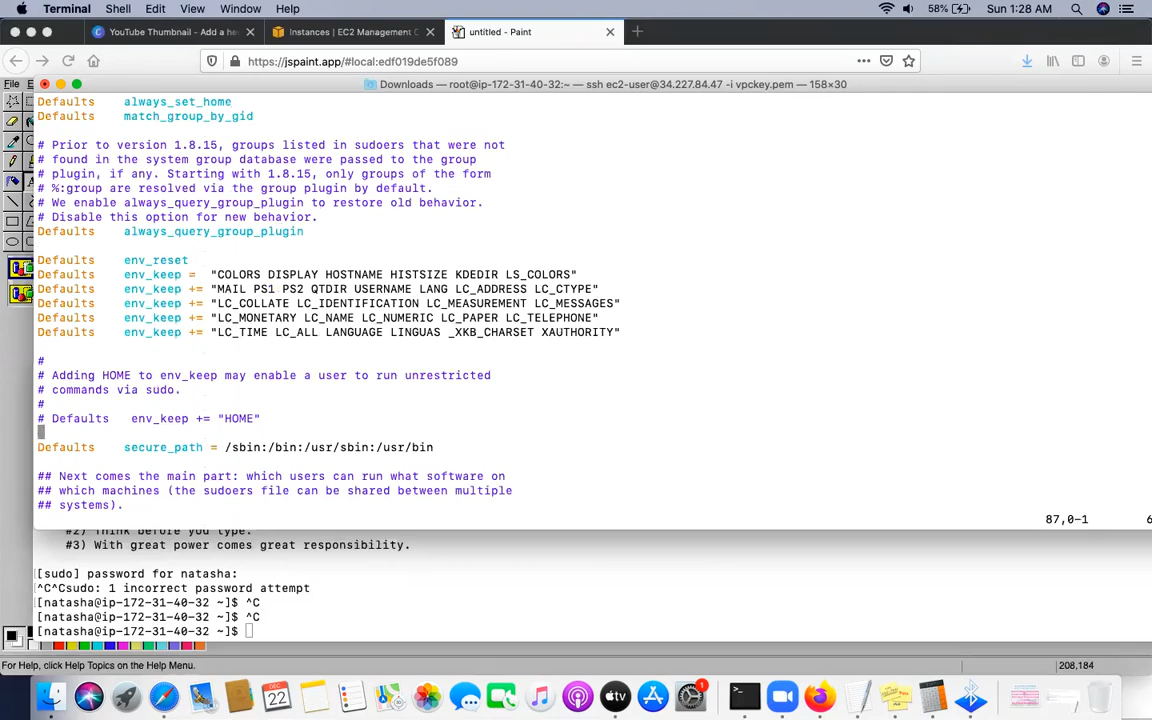 Terminal Shell Edit View Window Help 58% Sun 1:28 AM
YouTube Thumbnail - Add a he Instances | EC2 Management C untitled - Paint
https://jspaint.app/#local:edf019de5f089
File
Downloads — root@ip-172-31-40-32:~ — ssh ec2-user@34.227.84.47 -i vpckey.pem — 158×30
Defaults always_set_home
Defaults match_group_by_gid
# Prior to version 1.8.15, groups listed in sudoers that were not
# found in the system group database were passed to the group
# plugin, if any. Starting with 1.8.15, only groups of the form
# %:group are resolved via the group plugin by default.
# We enable always_query_group_plugin to restore old behavior.
# Disable this option for new behavior.
Defaults always_query_group_plugin
Defaults env_reset
Defaults env_keep = "COLORS DISPLAY HOSTNAME HISTSIZE KDEDIR LS_COLORS"
Defaults env_keep += "MAIL PS1 PS2 QTDIR USERNAME LANG LC_ADDRESS LC_CTYPE"
Defaults env_keep += "LC_COLLATE LC_IDENTIFICATION LC_MEASUREMENT LC_MESSAGES"
Defaults env_keep += "LC_MONETARY LC_NAME LC_NUMERIC LC_PAPER LC_TELEPHONE"
Defaults env_keep += "LC_TIME LC_ALL LANGUAGE LINGUAS _XKB_CHARSET XAUTHORITY"
#
# Adding HOME to env_keep may enable a user to run unrestricted
# commands via sudo.
#
# Defaults env_keep += "HOME"
Defaults secure_path = /sbin:/bin:/usr/sbin:/usr/bin
## Next comes the main part: which users can run what software on
## which machines (the sudoers file can be shared between multiple
## systems).
87,0-1 6
#2) Think before you type.
#3) With great power comes great responsibility.
[sudo] password for natasha:
^C^Csudo: 1 incorrect password attempt
[natasha@ip-172-31-40-32 ~]$ ^C
[natasha@ip-172-31-40-32 ~]$ ^C
[natasha@ip-172-31-40-32 ~]$
For Help, click Help Topics on the Help Menu. 208,184
DEC
22
tv
1